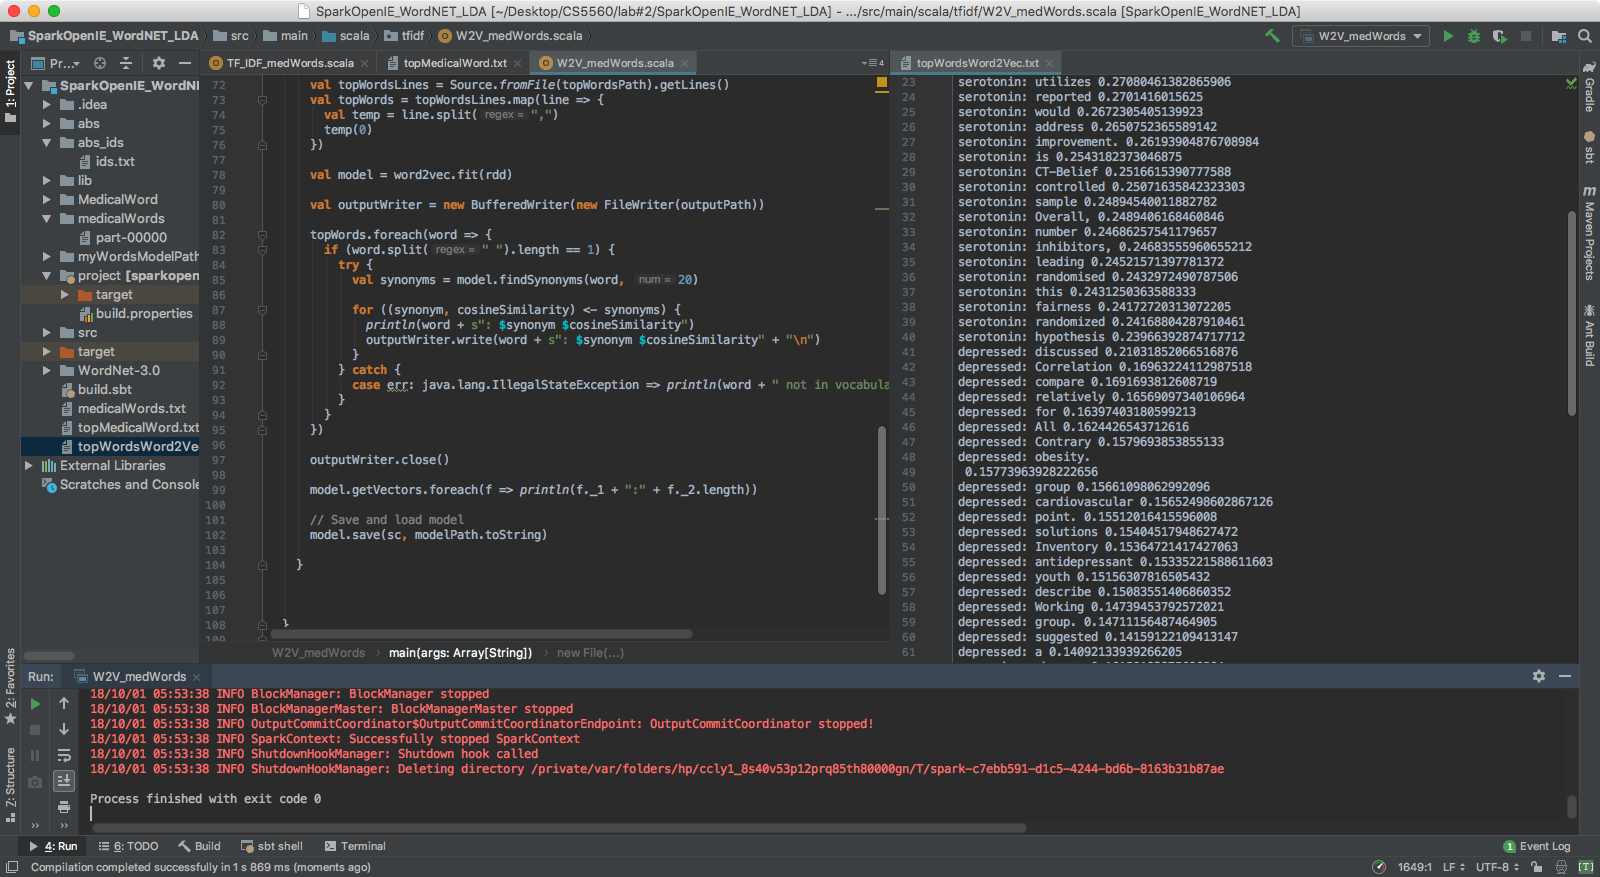 SparkOpenIE_WordNET_LDA [~/Desktop/CS5560/lab#2/SparkOpenIE_WordNET_LDA] - .../src/main/scala/tfidf/W2V_medWords.scala [SparkOpenIE_WordNET_LDA]
SparkOpenIE_WordNET_LDA src main scala tfidf W2V_medWords.scala
W2V_medWords
1: Project
Pr...
SparkOpenIE_WordNI
.idea
abs
abs_ids
ids.txt
lib
MedicalWord
medicalWords
part-00000
myWordsModelPath
project [sparkopen
target
build.properties
src
target
WordNet-3.0
build.sbt
medicalWords.txt
topMedicalWord.txt
topWordsWord2Ve
External Libraries
Scratches and Console
2: Favorites
Z: Structure
TF_IDF_medWords.scala topMedicalWord.txt W2V_medWords.scala
4
72 val topWordsLines = Source.fromFile(topWordsPath).getLines()
73 val topWords = topWordsLines.map(line => {
74 val temp = line.split( regex = ",")
75 temp(0)
76 })
77
78 val model = word2vec.fit(rdd)
79
80 val outputWriter = new BufferedWriter(new FileWriter(outputPath))
81
82 topWords.foreach(word => {
83 if (word.split( regex = " ").length == 1) {
84 try {
85 val synonyms = model.findSynonyms(word, num = 20)
86
87 for ((synonym, cosineSimilarity) <- synonyms) {
88 println(word + s": $synonym $cosineSimilarity")
89 outputWriter.write(word + s": $synonym $cosineSimilarity" + "\n")
90 }
91 } catch {
92 case err: java.lang.IllegalStateException => println(word + " not in vocabula
93 }
94 }
95 })
96
97 outputWriter.close()
98
99 model.getVectors.foreach(f => println(f._1 + ":" + f._2.length))
100
101 // Save and load model
102 model.save(sc, modelPath.toString)
103
104 }
105
106
107
108 }
109
W2V_medWords main(args: Array[String]) new File(...)
topWordsWord2Vec.txt
23 serotonin: utilizes 0.27080461382865906
24 serotonin: reported 0.2701416015625
25 serotonin: would 0.2672305405139923
26 serotonin: address 0.2650752365589142
27 serotonin: improvement. 0.26193904876708984
28 serotonin: is 0.2543182373046875
29 serotonin: CT-Belief 0.2516615390777588
30 serotonin: controlled 0.25071635842323303
31 serotonin: sample 0.24894540011882782
32 serotonin: Overall, 0.2489406168460846
33 serotonin: number 0.24686257541179657
34 serotonin: inhibitors, 0.24683555960655212
35 serotonin: leading 0.24521571397781372
36 serotonin: randomised 0.2432972490787506
37 serotonin: this 0.2431250363588333
38 serotonin: fairness 0.24172720313072205
39 serotonin: randomized 0.24168804287910461
40 serotonin: hypothesis 0.23966392874717712
41 depressed: discussed 0.21031852066516876
42 depressed: Correlation 0.16963224112987518
43 depressed: compare 0.1691693812608719
44 depressed: relatively 0.16569097340106964
45 depressed: for 0.16397403180599213
46 depressed: All 0.1624426543712616
47 depressed: Contrary 0.1579693853855133
48 depressed: obesity.
49 0.15773963928222656
50 depressed: group 0.15661098062992096
51 depressed: cardiovascular 0.15652498602867126
52 depressed: point. 0.15512016415596008
53 depressed: solutions 0.15404517948627472
54 depressed: Inventory 0.15364721417427063
55 depressed: antidepressant 0.15335221588611603
56 depressed: youth 0.15156307816505432
57 depressed: describe 0.15083551406860352
58 depressed: Working 0.14739453792572021
59 depressed: group. 0.14711156487464905
60 depressed: suggested 0.14159122109413147
61 depressed: a 0.14092133939266205
Gradle
sbt
m Maven Projects
Ant Build
Run: W2V_medWords
18/10/01 05:53:38 INFO BlockManager: BlockManager stopped
18/10/01 05:53:38 INFO BlockManagerMaster: BlockManagerMaster stopped
18/10/01 05:53:38 INFO OutputCommitCoordinator$OutputCommitCoordinatorEndpoint: OutputCommitCoordinator stopped!
18/10/01 05:53:38 INFO SparkContext: Successfully stopped SparkContext
18/10/01 05:53:38 INFO ShutdownHookManager: Shutdown hook called
18/10/01 05:53:38 INFO ShutdownHookManager: Deleting directory /private/var/folders/hp/ccly1_8s40v53p12prq85th80000gn/T/spark-c7ebb591-d1c5-4244-bd6b-8163b31b87ae
Process finished with exit code 0
4: Run 6: TODO Build sbt shell Terminal 1 Event Log
Compilation completed successfully in 1 s 869 ms (moments ago) 1649:1 LF UTF-8 [T]